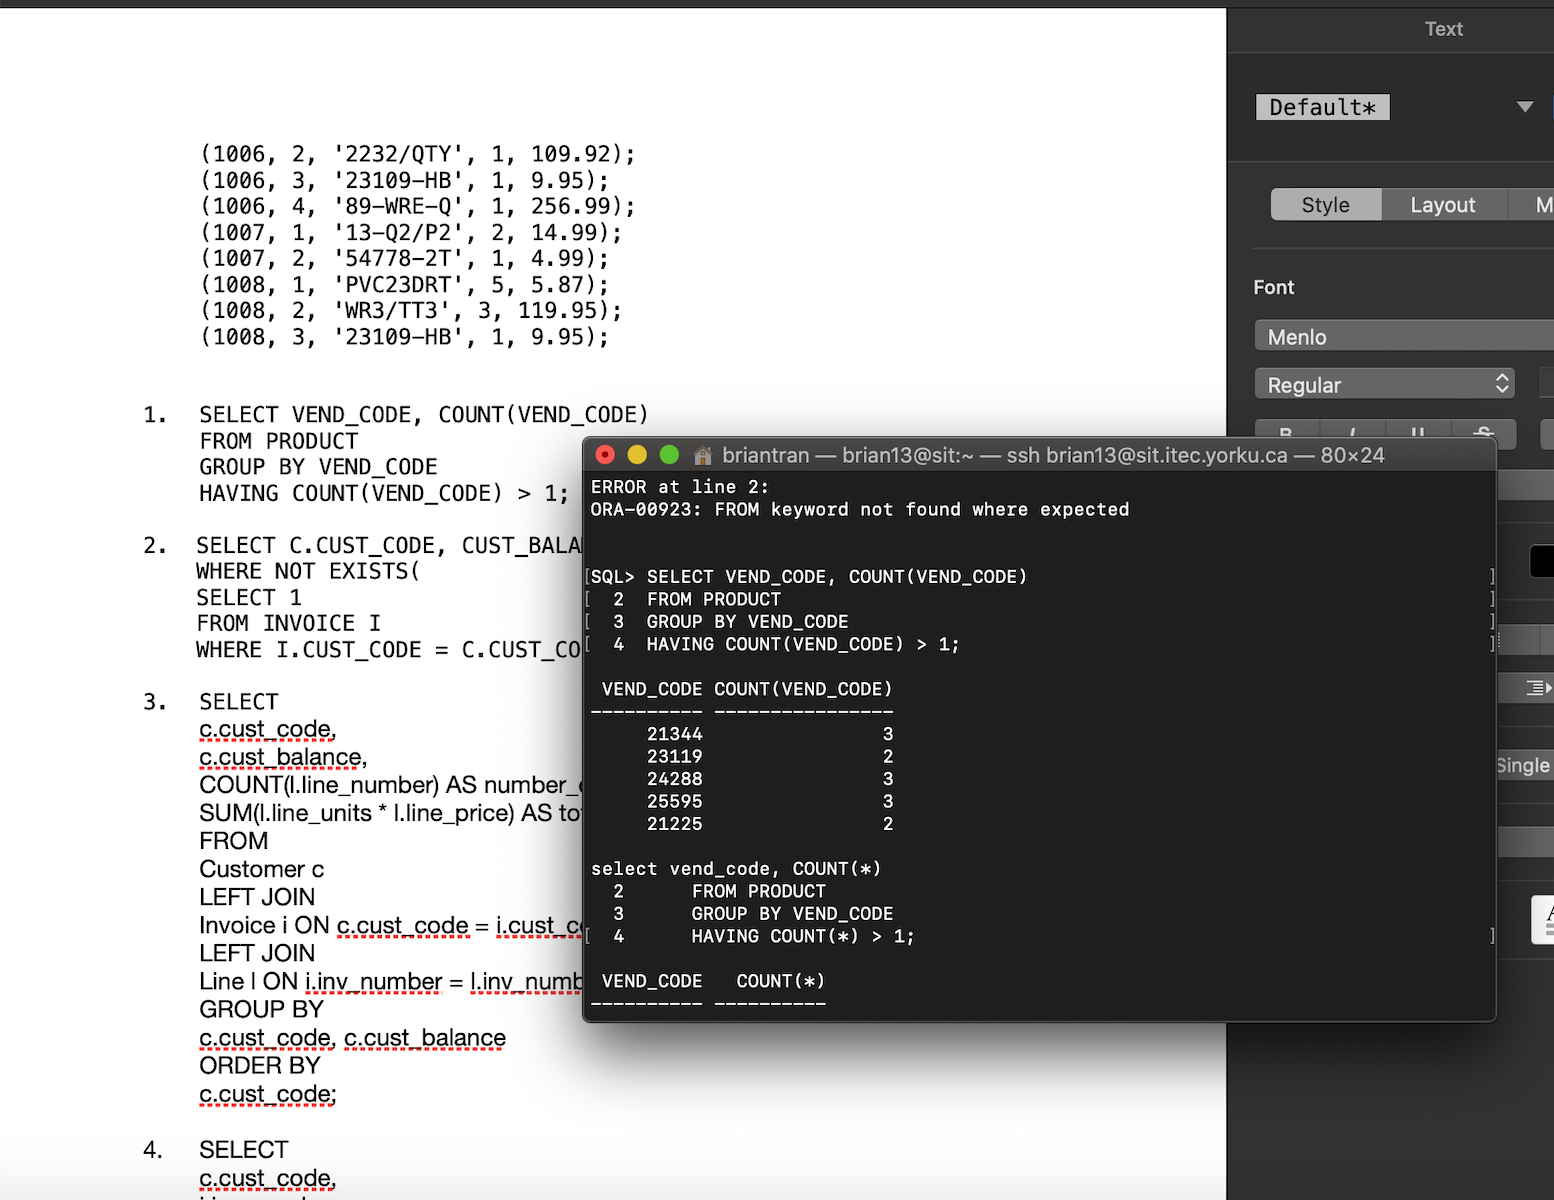 Text
Default*
Style Layout M
Font
Menlo
Regular
B I U S
(1006, 2, '2232/QTY', 1, 109.92);
(1006, 3, '23109-HB', 1, 9.95);
(1006, 4, '89-WRE-Q', 1, 256.99);
(1007, 1, '13-Q2/P2', 2, 14.99);
(1007, 2, '54778-2T', 1, 4.99);
(1008, 1, 'PVC23DRT', 5, 5.87);
(1008, 2, 'WR3/TT3', 3, 119.95);
(1008, 3, '23109-HB', 1, 9.95);
1. SELECT VEND_CODE, COUNT(VEND_CODE)
FROM PRODUCT
GROUP BY VEND_CODE
HAVING COUNT(VEND_CODE) > 1;
2. SELECT C.CUST_CODE, CUST_BALA
WHERE NOT EXISTS(
SELECT 1
FROM INVOICE I
WHERE I.CUST_CODE = C.CUST_CO
3. SELECT
c.cust_code,
c.cust_balance,
COUNT(l.line_number) AS number_
SUM(l.line_units * l.line_price) AS to
FROM
Customer c
LEFT JOIN
Invoice i ON c.cust_code = i.cust_c
LEFT JOIN
Line l ON i.inv_number = l.inv_numb
GROUP BY
c.cust_code, c.cust_balance
ORDER BY
c.cust_code;
4. SELECT
c.cust_code,
briantran — brian13@sit:~ — ssh brian13@sit.itec.yorku.ca — 80×24
ERROR at line 2:
ORA-00923: FROM keyword not found where expected
[SQL> SELECT VEND_CODE, COUNT(VEND_CODE) ]
[ 2 FROM PRODUCT ]
[ 3 GROUP BY VEND_CODE ]
[ 4 HAVING COUNT(VEND_CODE) > 1; ]
VEND_CODE COUNT(VEND_CODE)
---------- ----------------
21344 3
23119 2
24288 3
25595 3
21225 2
select vend_code, COUNT(*)
2 FROM PRODUCT
3 GROUP BY VEND_CODE
[ 4 HAVING COUNT(*) > 1; ]
VEND_CODE COUNT(*)
---------- ----------
Single